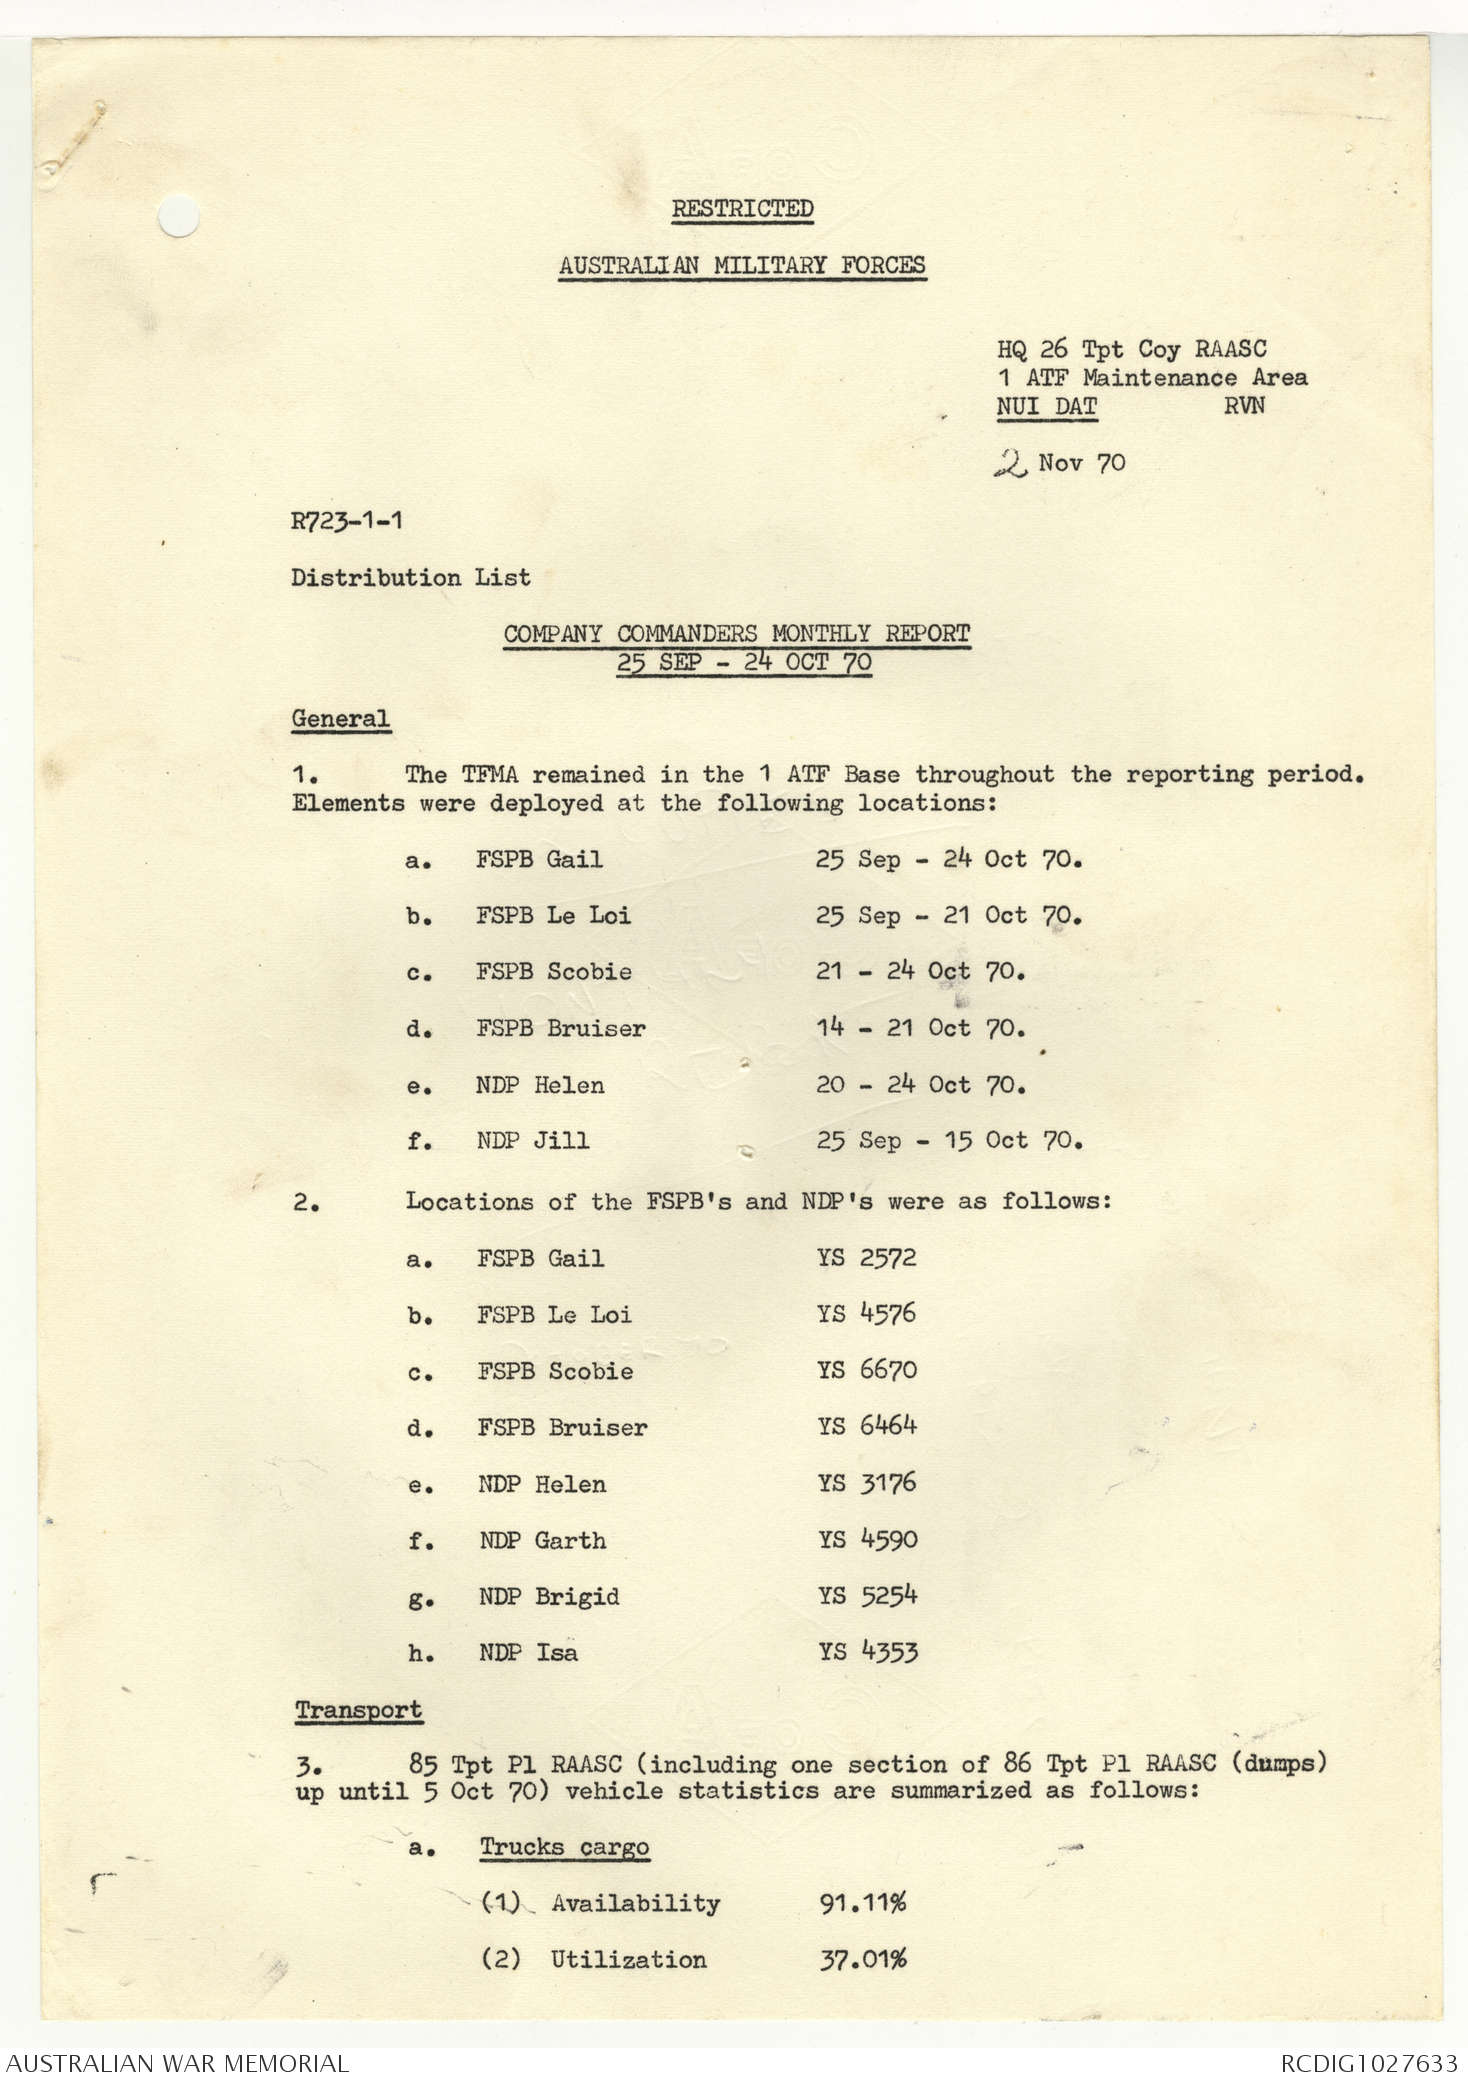 RESTRICTED
AUSTRALIAN MILITARY FORCES
HQ 26 Tpt Coy RAASC
1 ATF Maintenance Area
NUI DAT RVN
2 Nov 70
R723-1-1
Distribution List
COMPANY COMMANDERS MONTHLY REPORT
25 SEP - 24 OCT 70
General
1. The TFMA remained in the 1 ATF Base throughout the reporting period.
Elements were deployed at the following locations:
a. FSPB Gail 25 Sep - 24 Oct 70.
b. FSPB Le Loi 25 Sep - 21 Oct 70.
c. FSPB Scobie 21 - 24 Oct 70.
d. FSPB Bruiser 14 - 21 Oct 70.
e. NDP Helen 20 - 24 Oct 70.
f. NDP Jill 25 Sep - 15 Oct 70.
2. Locations of the FSPB's and NDP's were as follows:
a. FSPB Gail YS 2572
b. FSPB Le Loi YS 4576
c. FSPB Scobie YS 6670
d. FSPB Bruiser YS 6464
e. NDP Helen YS 3176
f. NDP Garth YS 4590
g. NDP Brigid YS 5254
h. NDP Isa YS 4353
Transport
3. 85 Tpt Pl RAASC (including one section of 86 Tpt Pl RAASC (dumps)
up until 5 Oct 70) vehicle statistics are summarized as follows:
a. Trucks cargo
(1) Availability 91.11%
(2) Utilization 37.01%
AUSTRALIAN WAR MEMORIAL RCDIG1027633